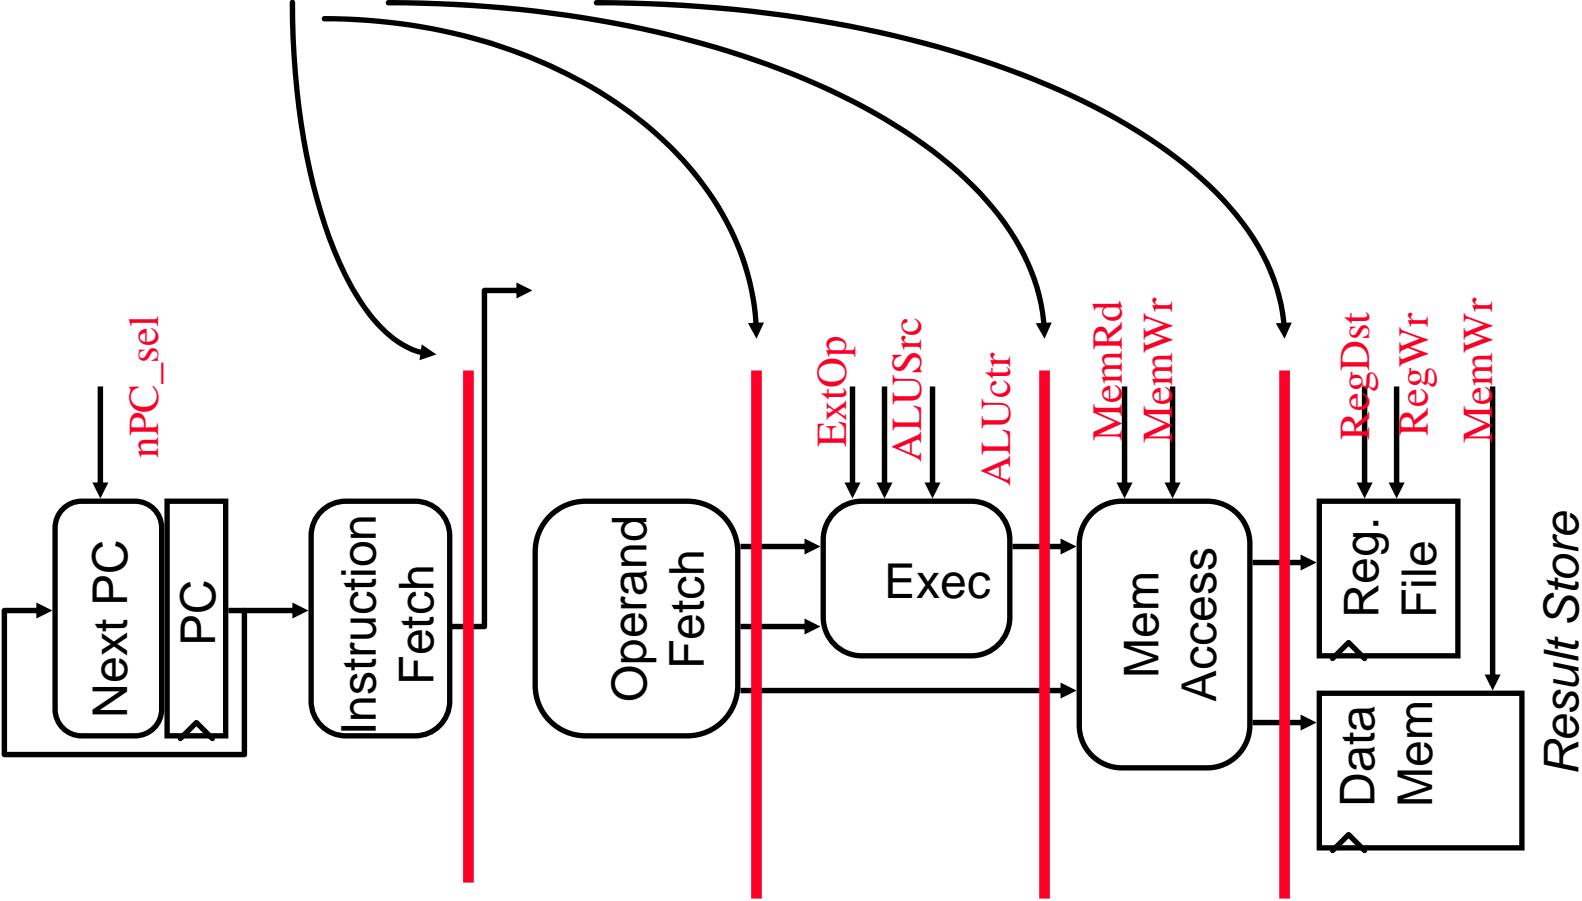 nPC_sel
Next PC
PC
Instruction
Fetch
Operand
Fetch
ExtOp
ALUSrc
ALUctr
Exec
MemRd
MemWr
Mem
Access
RegDst
RegWr
MemWr
Reg.
File
Data
Mem
Result Store